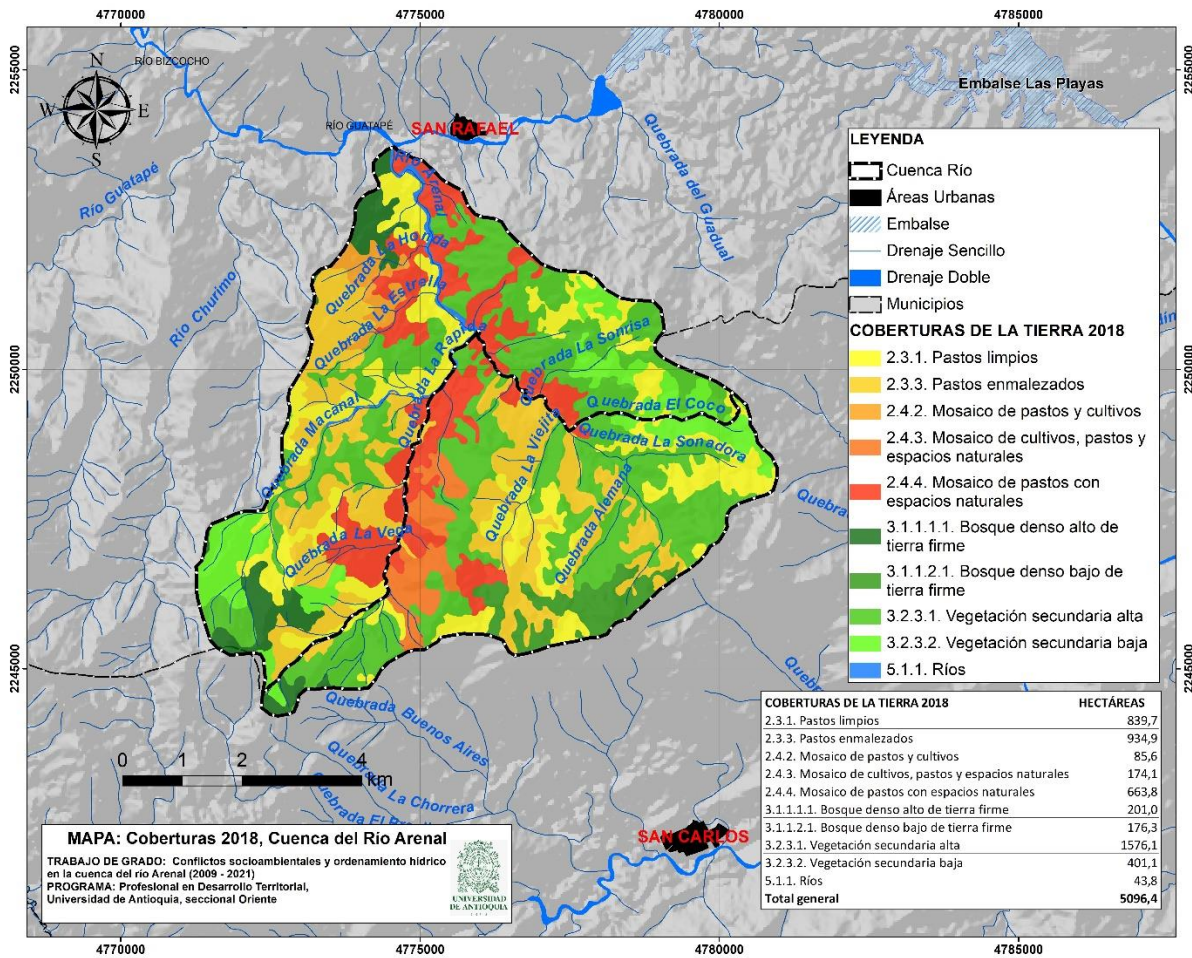 4770000
4775000
4780000
4785000
2255000
2255000
RÍO BIZCOCHO
N
W
E
S
Embalse Las Playas
RÍO GUATAPÉ
SAN RAFAEL
Quebrada del Guadual
Río Guatapé
Río Arenal
Quebrada La Honda
Quebrada La Estrella
Río Churimo
Quebrada La Rapida
Quebrada La Sonrisa
2250000
2250000
Quebrada Macanal
Quebrada El Coco
Quebrada La Sonadora
Quebrada La Viejita
Quebrada Alemana
Quebrada La Vega
2245000
2245000
Quebrada Buenos Aires
Quebrada La Chorrera
SAN CARLOS
0 1 2 4
km
LEYENDA
Cuenca Río
Áreas Urbanas
Embalse
Drenaje Sencillo
Drenaje Doble
Municipios
COBERTURAS DE LA TIERRA 2018
2.3.1. Pastos limpios
2.3.3. Pastos enmalezados
2.4.2. Mosaico de pastos y cultivos
2.4.3. Mosaico de cultivos, pastos y
espacios naturales
2.4.4. Mosaico de pastos con
espacios naturales
3.1.1.1.1. Bosque denso alto de
tierra firme
3.1.1.2.1. Bosque denso bajo de
tierra firme
3.2.3.1. Vegetación secundaria alta
3.2.3.2. Vegetación secundaria baja
5.1.1. Ríos
COBERTURAS DE LA TIERRA 2018 HECTÁREAS
2.3.1. Pastos limpios 839,7
2.3.3. Pastos enmalezados 934,9
2.4.2. Mosaico de pastos y cultivos 85,6
2.4.3. Mosaico de cultivos, pastos y espacios naturales 174,1
2.4.4. Mosaico de pastos con espacios naturales 663,8
3.1.1.1.1. Bosque denso alto de tierra firme 201,0
3.1.1.2.1. Bosque denso bajo de tierra firme 176,3
3.2.3.1. Vegetación secundaria alta 1576,1
3.2.3.2. Vegetación secundaria baja 401,1
5.1.1. Ríos 43,8
Total general 5096,4
MAPA: Coberturas 2018, Cuenca del Río Arenal
TRABAJO DE GRADO: Conflictos socioambientales y ordenamiento hídrico
en la cuenca del río Arenal (2009 - 2021)
PROGRAMA: Profesional en Desarrollo Territorial,
Universidad de Antioquia, seccional Oriente
UNIVERSIDAD
DE ANTIOQUIA
4770000
4775000
4780000
4785000